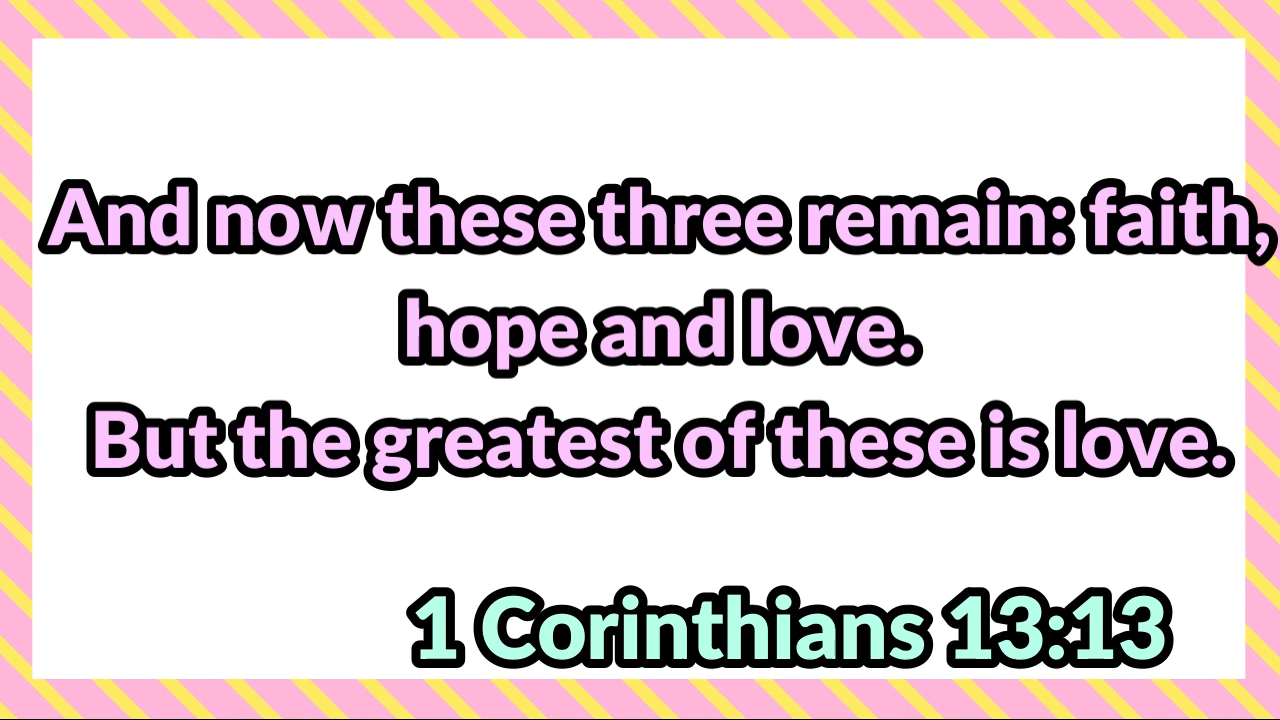 And now these three remain: faith,
hope and love.
But the greatest of these is love.
1 Corinthians 13:13